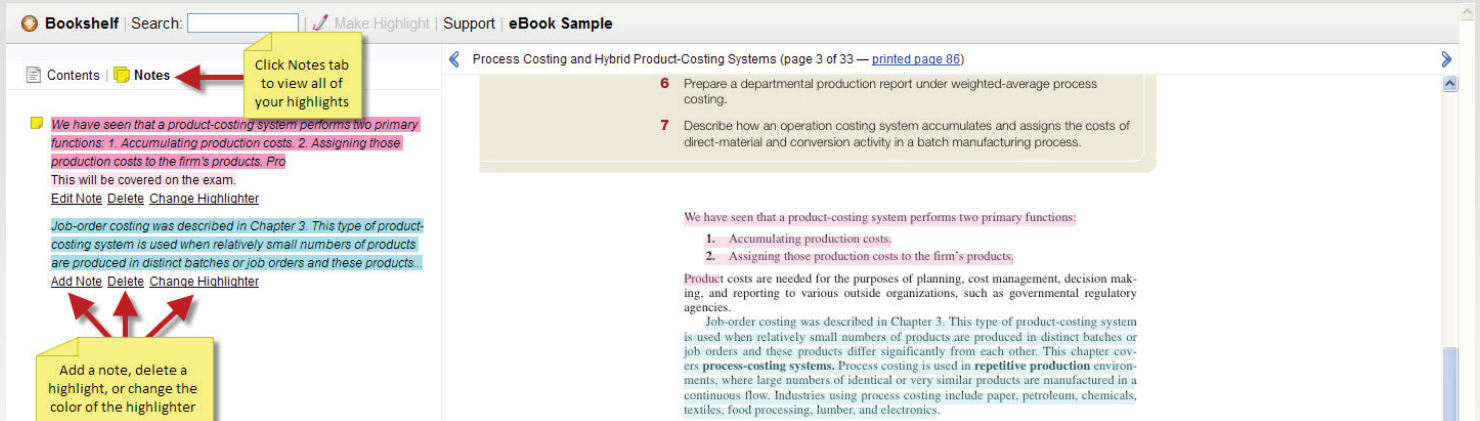 Bookshelf | Search: | Make Highlight | Support | eBook Sample
Contents | Notes
Click Notes tab
to view all of
your highlights
We have seen that a product-costing system performs two primary
functions: 1. Accumulating production costs. 2. Assigning those
production costs to the firm's products. Pro
This will be covered on the exam.
Edit Note Delete Change Highlighter
Job-order costing was described in Chapter 3. This type of product-
costing system is used when relatively small numbers of products
are produced in distinct batches or job orders and these products...
Add Note Delete Change Highlighter
Add a note, delete a
highlight, or change the
color of the highlighter
Process Costing and Hybrid Product-Costing Systems (page 3 of 33 — printed page 86)
6 Prepare a departmental production report under weighted-average process
costing.
7 Describe how an operation costing system accumulates and assigns the costs of
direct-material and conversion activity in a batch manufacturing process.
We have seen that a product-costing system performs two primary functions:
1. Accumulating production costs.
2. Assigning those production costs to the firm's products.
Product costs are needed for the purposes of planning, cost management, decision mak-
ing, and reporting to various outside organizations, such as governmental regulatory
agencies.
Job-order costing was described in Chapter 3. This type of product-costing system
is used when relatively small numbers of products are produced in distinct batches or
job orders and these products differ significantly from each other. This chapter cov-
ers process-costing systems. Process costing is used in repetitive production environ-
ments, where large numbers of identical or very similar products are manufactured in a
continuous flow. Industries using process costing include paper, petroleum, chemicals,
textiles, food processing, lumber, and electronics.